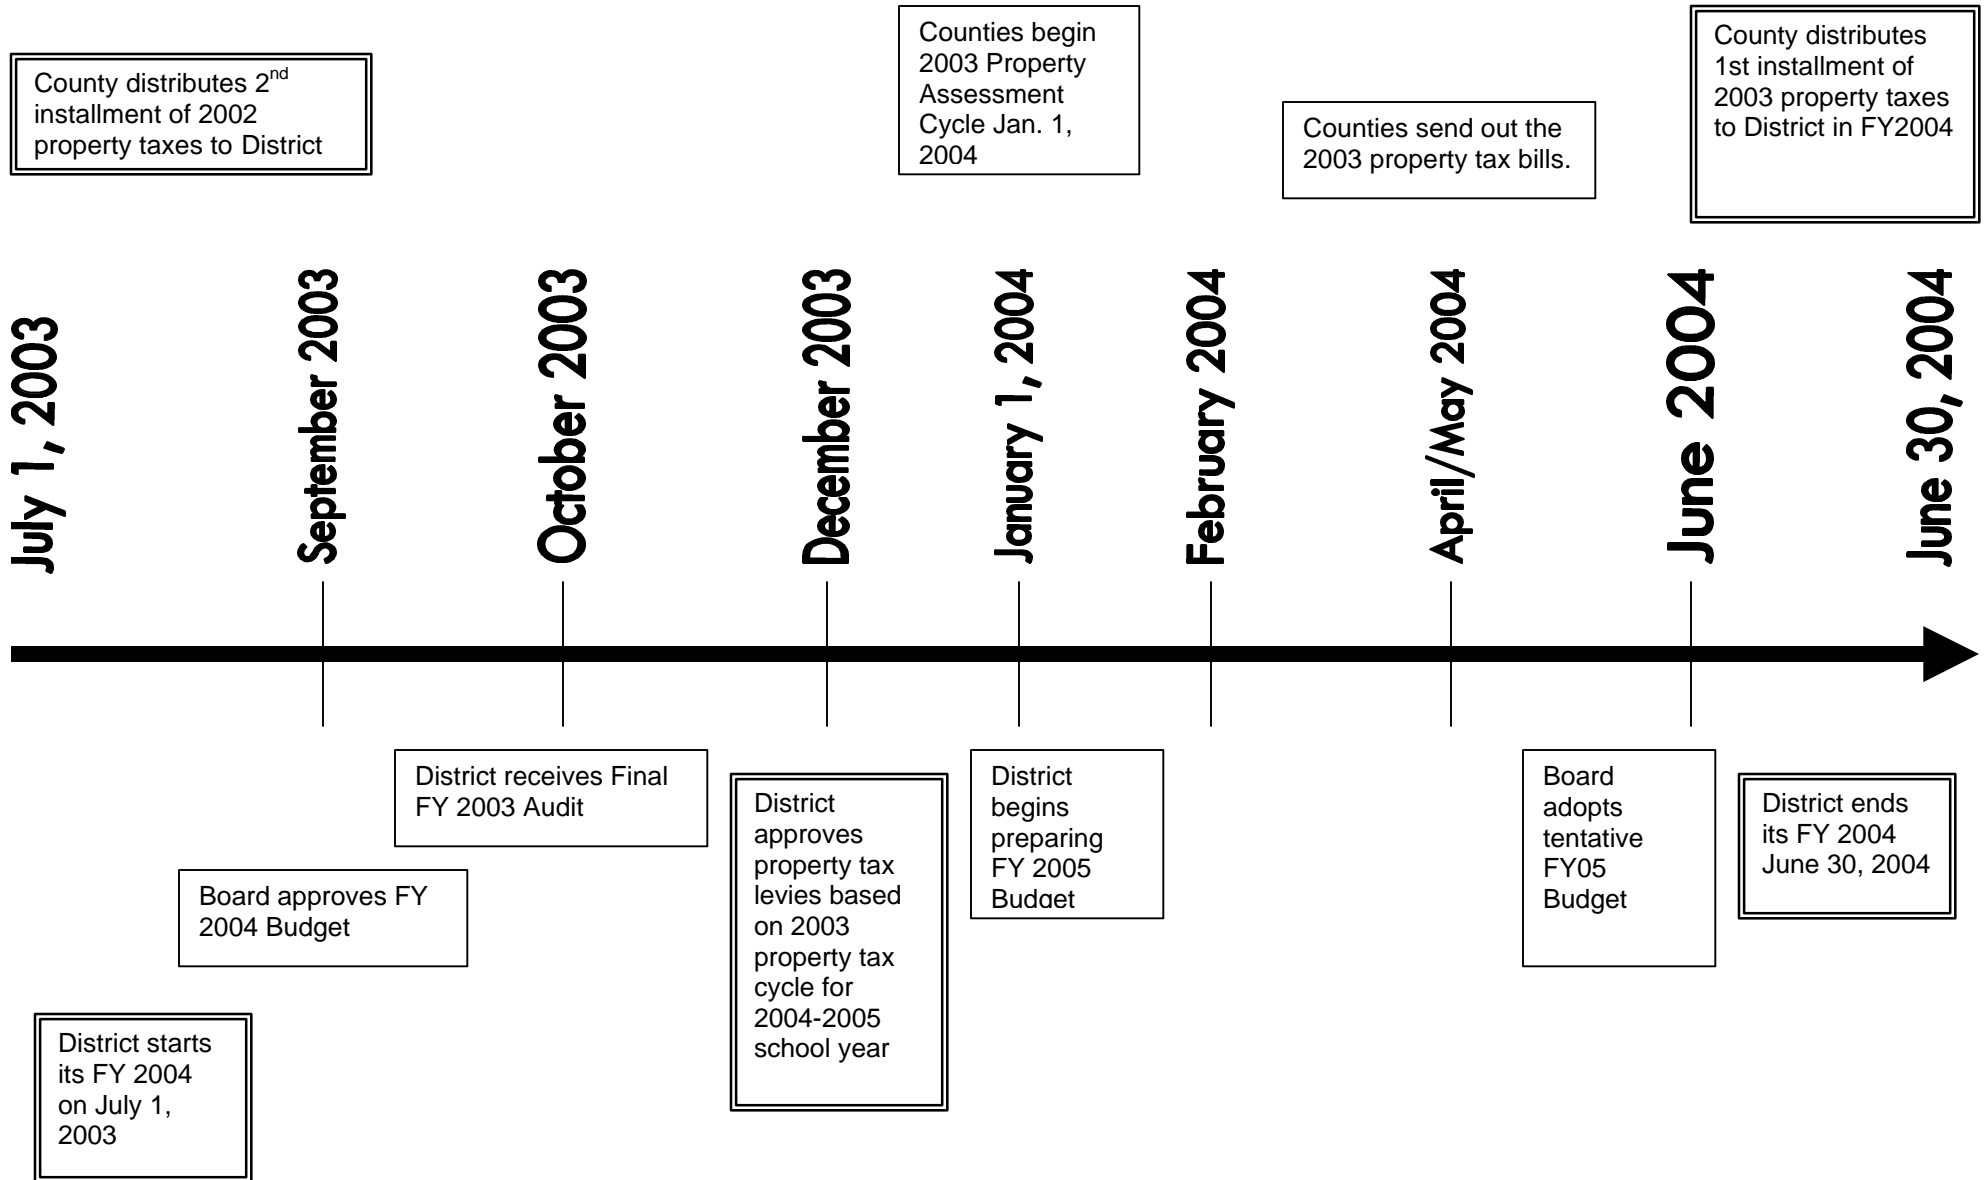 County distributes 2nd
installment of 2002
property taxes to District
Counties begin
2003 Property
Assessment
Cycle Jan. 1,
2004
Counties send out the
2003 property tax bills.
County distributes
1st installment of
2003 property taxes
to District in FY2004
July 1, 2003
September 2003
October 2003
December 2003
January 1, 2004
February 2004
April/May 2004
June 2004
June 30, 2004
District starts
its FY 2004
on July 1,
2003
Board approves FY
2004 Budget
District receives Final
FY 2003 Audit
District
approves
property tax
levies based
on 2003
property tax
cycle for
2004-2005
school year
District
begins
preparing
FY 2005
Budget
Board
adopts
tentative
FY05
Budget
District ends
its FY 2004
June 30, 2004